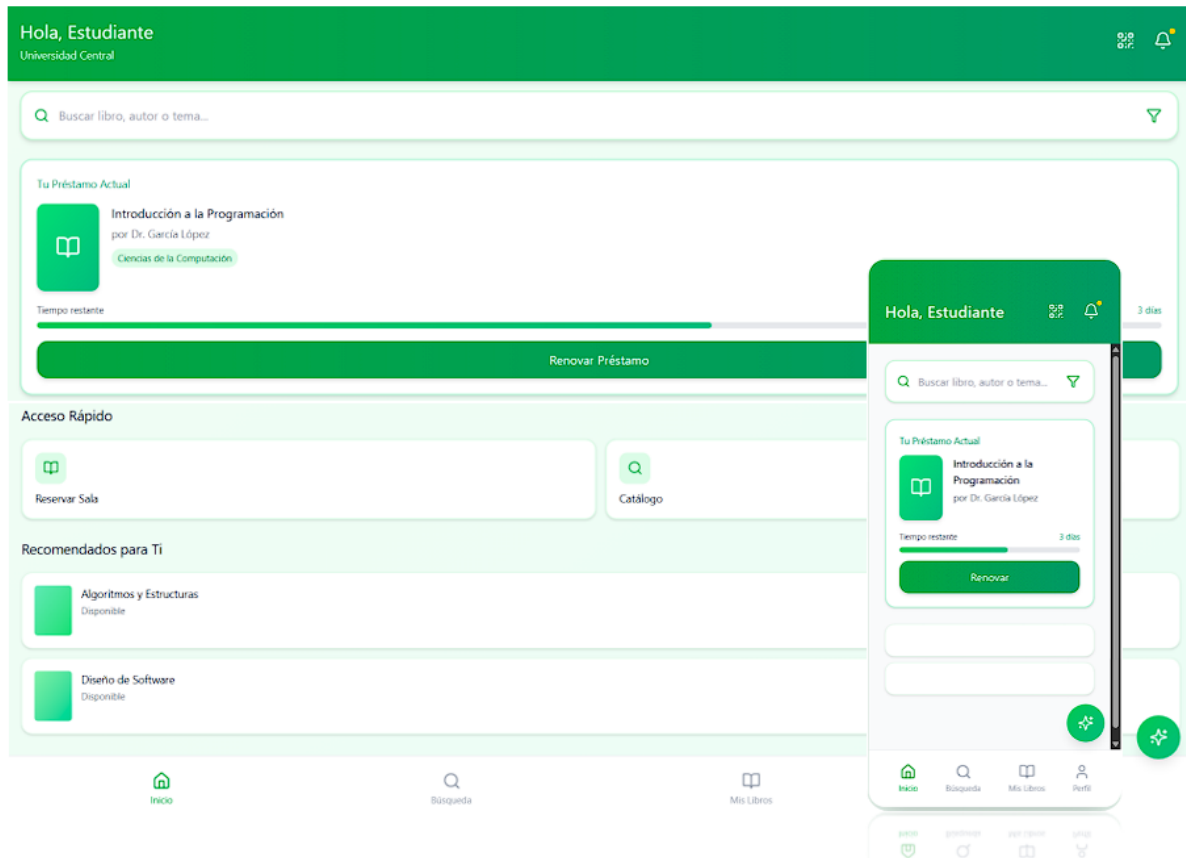 Hola, Estudiante
Universidad Central
Buscar libro, autor o tema...
Tu Préstamo Actual
Introducción a la Programación
por Dr. García López
Ciencias de la Computación
Tiempo restante
3 días
Renovar Préstamo
Acceso Rápido
Reservar Sala
Catálogo
Recomendados para Ti
Algoritmos y Estructuras
Disponible
Diseño de Software
Disponible
Inicio
Búsqueda
Mis Libros
Hola, Estudiante
Buscar libro, autor o tema...
Tu Préstamo Actual
Introducción a la
Programación
por Dr. García López
Tiempo restante
3 días
Renovar
Inicio
Búsqueda
Mis Libros
Perfil